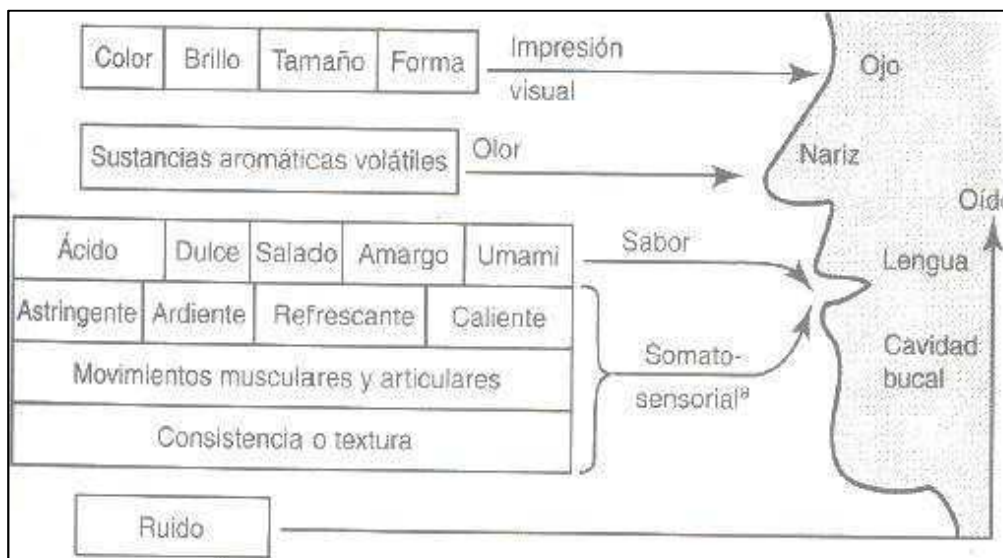 Color Brillo Tamaño Forma
Impresión
visual
Ojo
Sustancias aromáticas volátiles
Olor
Nariz
Oído
Ácido Dulce Salado Amargo Umami
Sabor
Lengua
Astringente Ardiente Refrescante Caliente
Movimientos musculares y articulares
Somato-
sensorialª
Cavidad
bucal
Consistencia o textura
Ruido